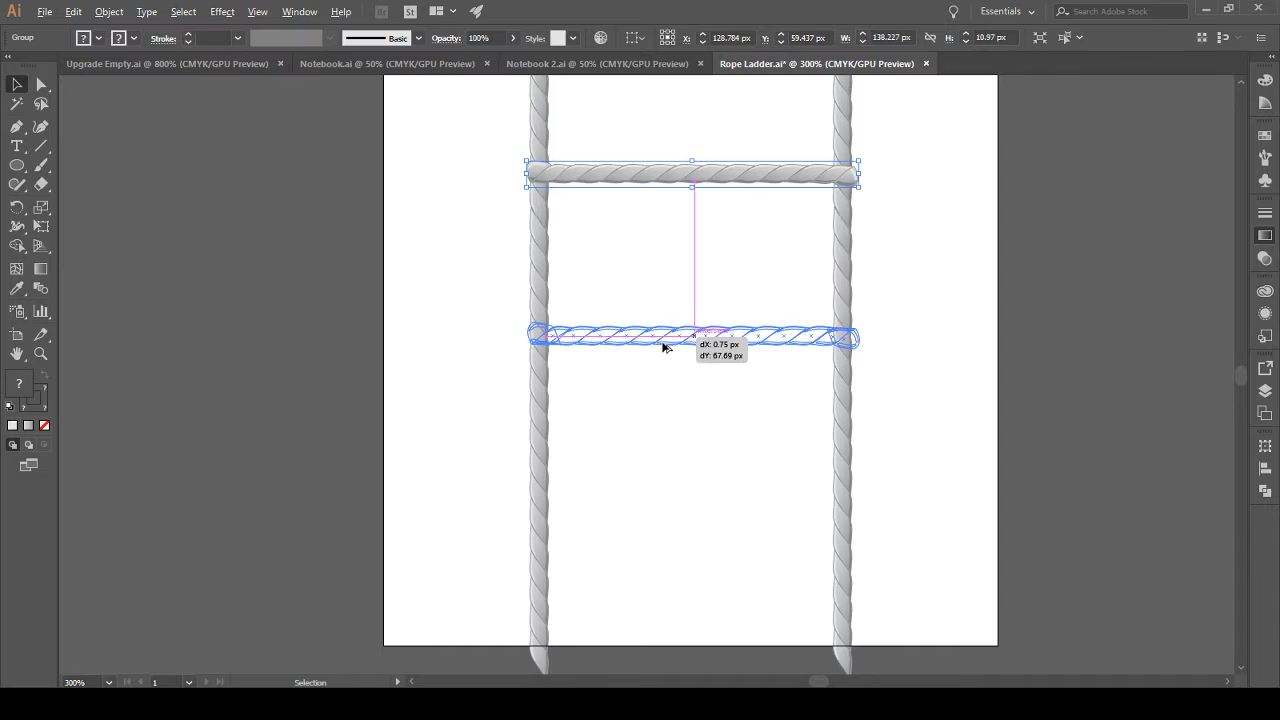 Ai File Edit Object Type Select Effect View Window Help Br St Essentials Search Adobe Stock
Group ? ? Stroke: Basic Opacity: 100% Style: X: 128.784 px Y: 59.437 px W: 138.227 px H: 10.97 px
Upgrade Empty.ai @ 800% (CMYK/GPU Preview) × Notebook.ai @ 50% (CMYK/GPU Preview) × Notebook 2.ai @ 50% (CMYK/GPU Preview) × Rope Ladder.ai* @ 300% (CMYK/GPU Preview) ×
dX: 0.75 px
dY: 67.69 px
?
?
? ?
300% 1 Selection